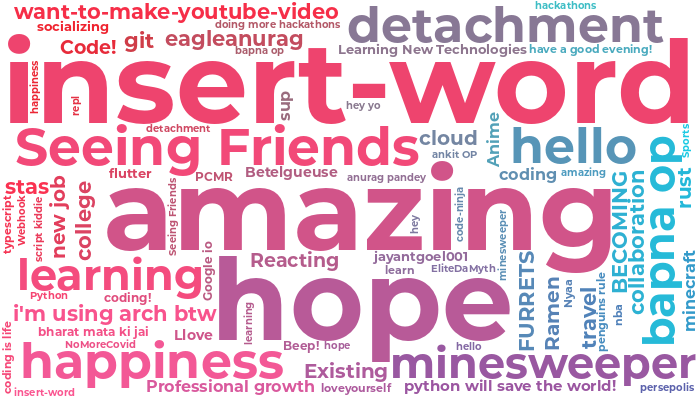 want-to-make-youtube-video
hackathons
doing more hackathons
socializing
detachment
Code!
git
eagleanurag
bapna op
Learning New Technologies
have a good evening!
insert-word
happiness
repl
sup
hey yo
detachment
Seeing Friends
cloud
ankit OP
Anime
hello
Sports
bapna op
flutter
PCMR
Betelgeuse
anurag pandey
coding
amazing
rust
stas
typescript
Webhook
script kiddie
new job
college
Seeing Friends
amazing
hey
code-ninja
minesweeper
BECOMING
collaboration
minecraft
learning
Google io
Reacting
jayantgoel001
learn
EliteDaMyth
hope
FURRETS
Ramen
Nyaa
travel
penguins rule
nba
Python
coding!
i'm using arch btw
bharat mata ki jai
Llove
learning
NoMoreCovid
Beep!
hope
hello
coding is life
happiness
Existing
minesweeper
insert-word
Professional growth
loveyourself
python will save the world!
persepolis